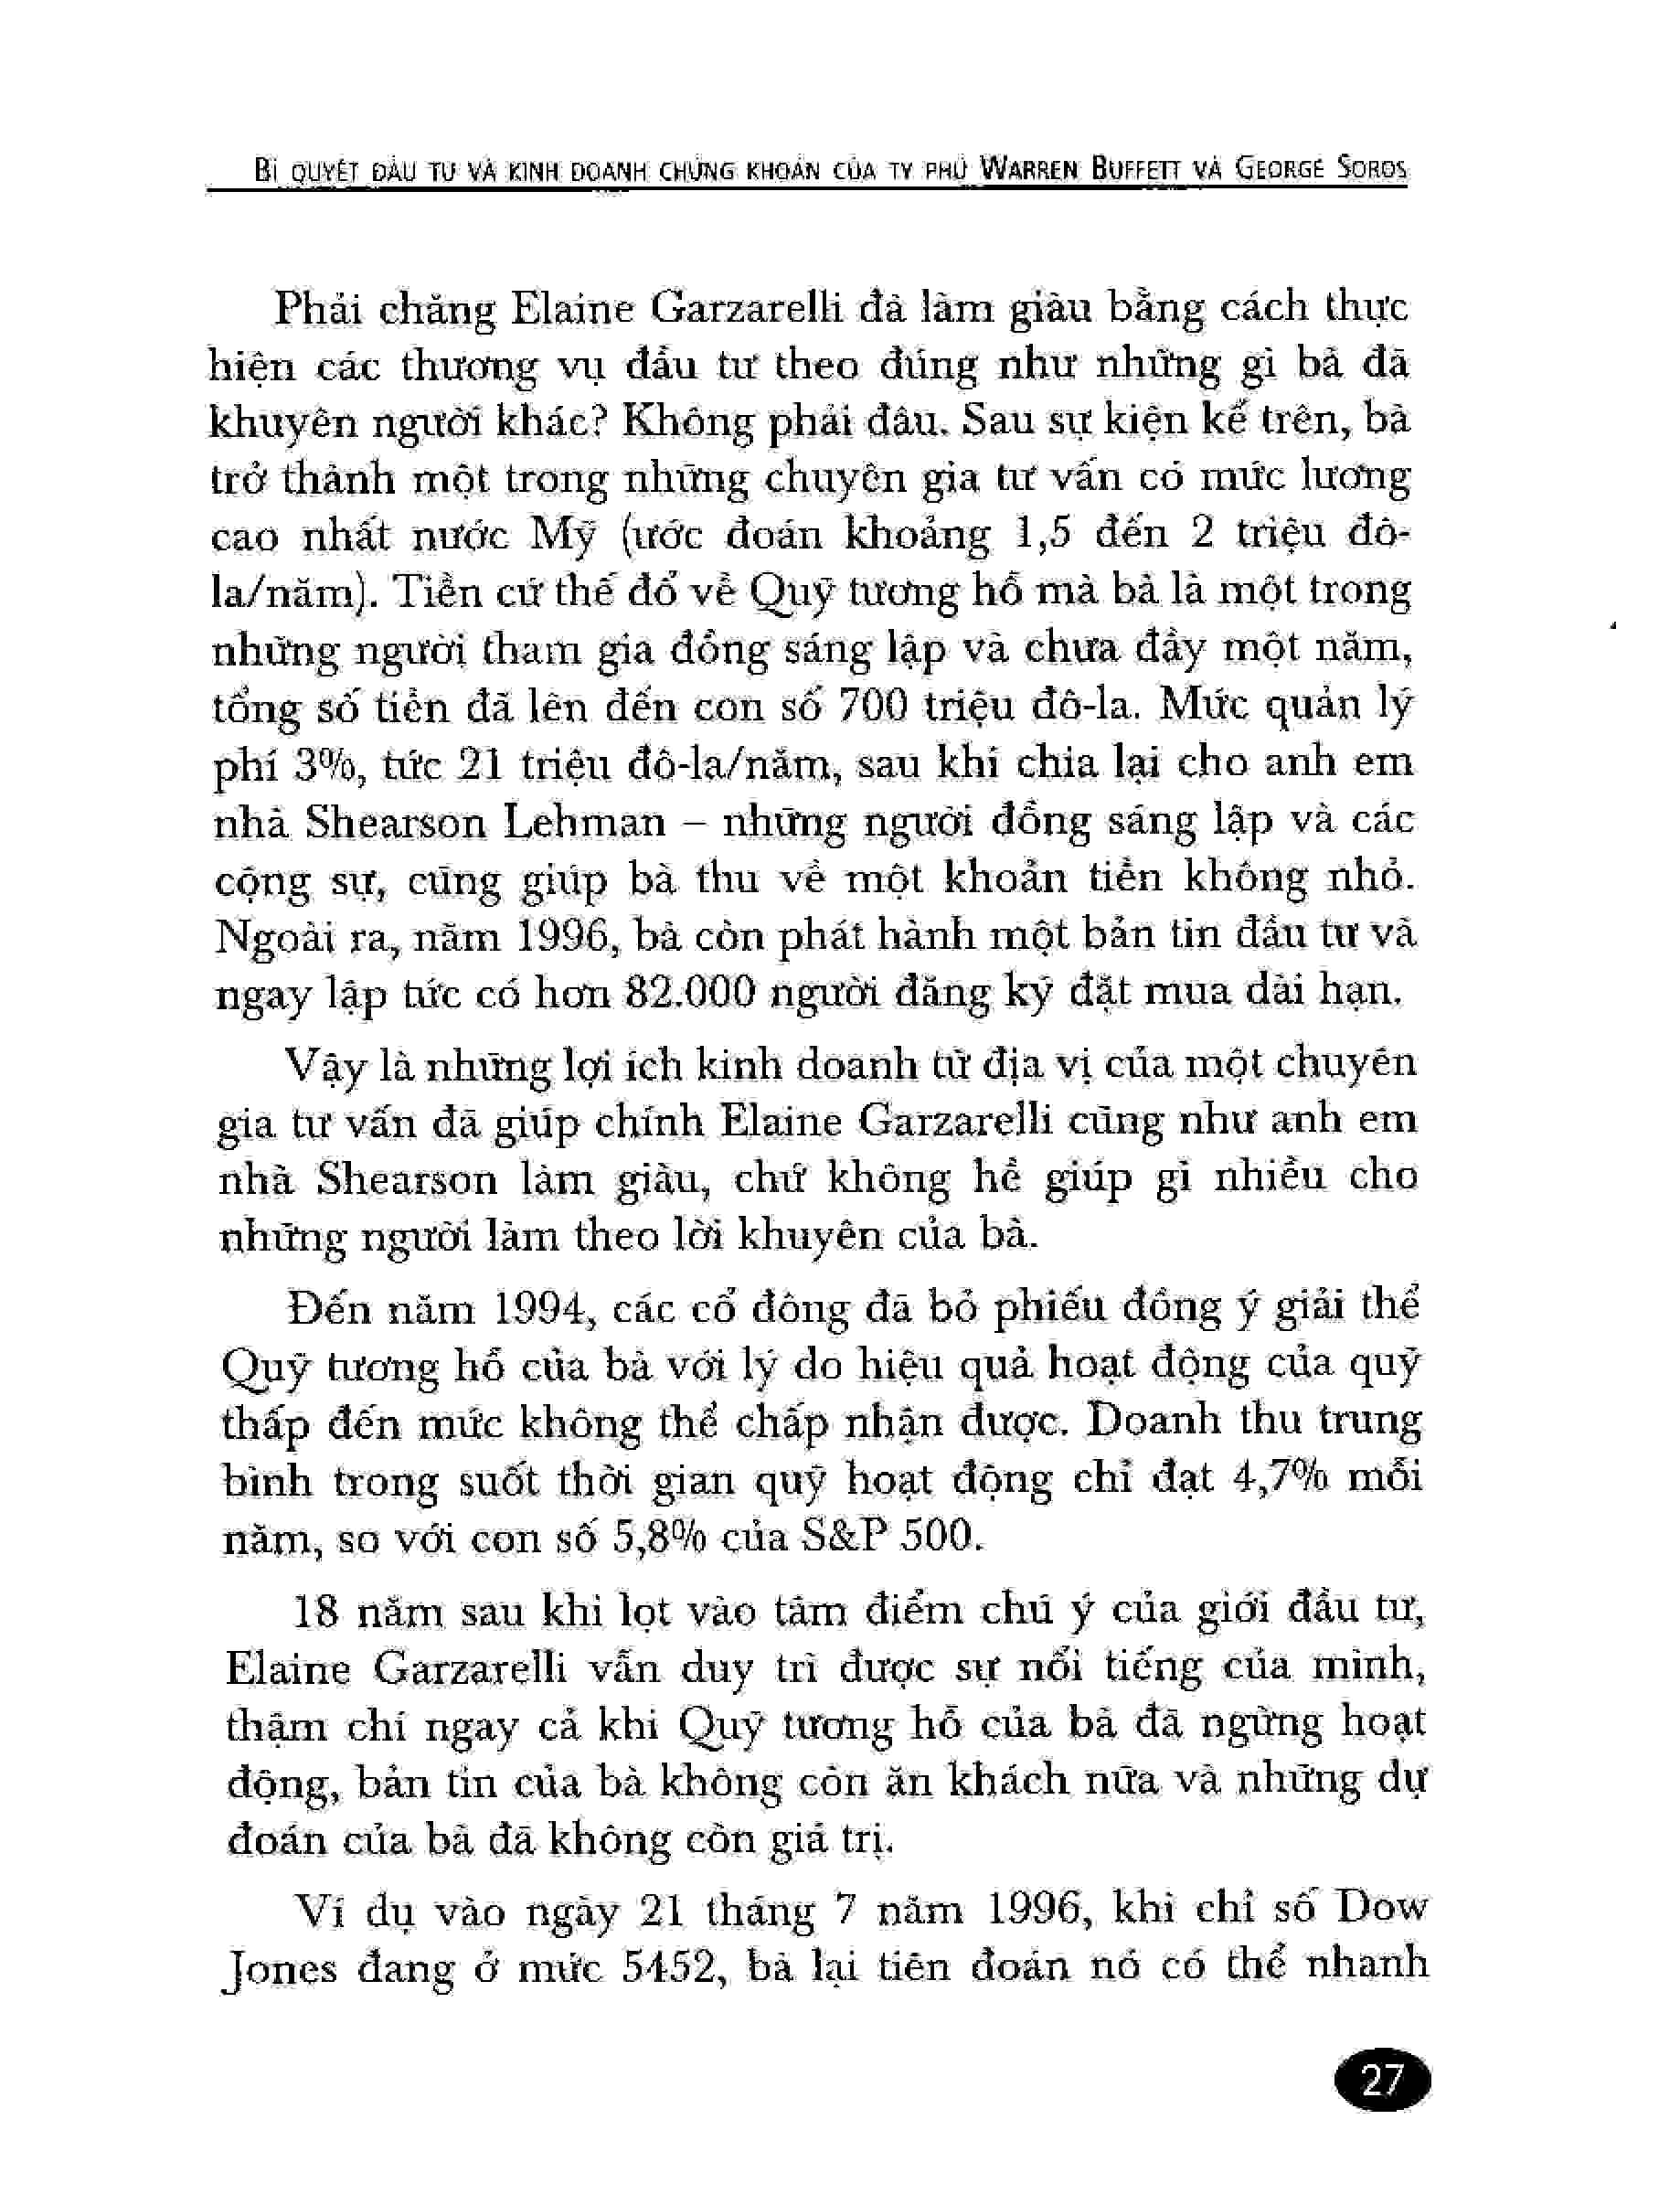 BÍ QUYẾT ĐẦU TƯ VÀ KINH DOANH CHỨNG KHOÁN CỦA TỶ PHÚ WARREN BUFFETT VÀ GEORGE SOROS
Phải chăng Elaine Garzarelli đã làm giàu bằng cách thực
hiện các thương vụ đầu tư theo đúng như những gì bà đã
khuyên người khác? Không phải đâu. Sau sự kiện kể trên, bà
trở thành một trong những chuyên gia tư vấn có mức lương
cao nhất nước Mỹ (ước đoán khoảng 1,5 đến 2 triệu đô-
la/năm). Tiền cứ thế đổ về Quỹ tương hỗ mà bà là một trong
những người tham gia đồng sáng lập và chưa đầy một năm,
tổng số tiền đã lên đến con số 700 triệu đô-la. Mức quản lý
phí 3%, tức 21 triệu đô-la/năm, sau khi chia lại cho anh em
nhà Shearson Lehman – những người đồng sáng lập và các
cộng sự, cũng giúp bà thu về một khoản tiền không nhỏ.
Ngoài ra, năm 1996, bà còn phát hành một bản tin đầu tư và
ngay lập tức có hơn 82.000 người đăng ký đặt mua dài hạn.
Vậy là những lợi ích kinh doanh từ địa vị của một chuyên
gia tư vấn đã giúp chính Elaine Garzarelli cũng như anh em
nhà Shearson làm giàu, chứ không hề giúp gì nhiều cho
những người làm theo lời khuyên của bà.
Đến năm 1994, các cổ đông đã bỏ phiếu đồng ý giải thể
Quỹ tương hỗ của bà với lý do hiệu quả hoạt động của quỹ
thấp đến mức không thể chấp nhận được. Doanh thu trung
bình trong suốt thời gian quỹ hoạt động chỉ đạt 4,7% mỗi
năm, so với con số 5,8% của S&P 500.
18 năm sau khi lọt vào tâm điểm chú ý của giới đầu tư,
Elaine Garzarelli vẫn duy trì được sự nổi tiếng của mình,
thậm chí ngay cả khi Quỹ tương hỗ của bà đã ngừng hoạt
động, bản tin của bà không còn ăn khách nữa và những dự
đoán của bà đã không còn giá trị.
Ví dụ vào ngày 21 tháng 7 năm 1996, khi chỉ số Dow
Jones đang ở mức 5452, bà lại tiên đoán nó có thể nhanh
27